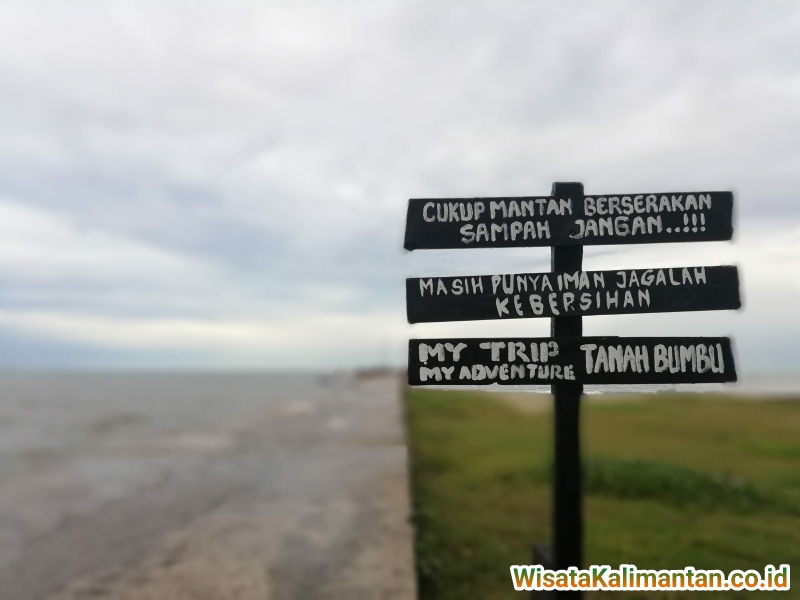 CUKUP MANTAN BERSERAKAN
SAMPAH JANGAN..!!!
MASIH PUNYA IMAN JAGALAH
KEBERSIHAN
MY TRIP
MY ADVENTURE
TANAH BUMBU
WisataKalimantan.co.id